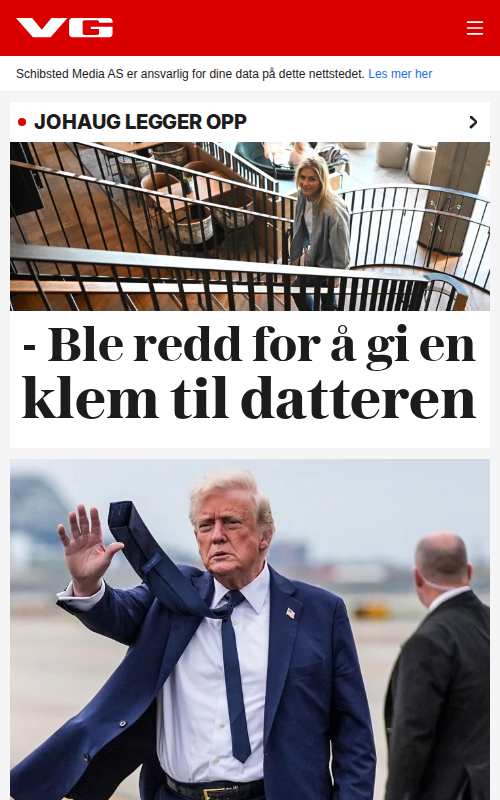 VG
Schibsted Media AS er ansvarlig for dine data på dette nettstedet. Les mer her
JOHAUG LEGGER OPP
- Ble redd for å gi en
klem til datteren